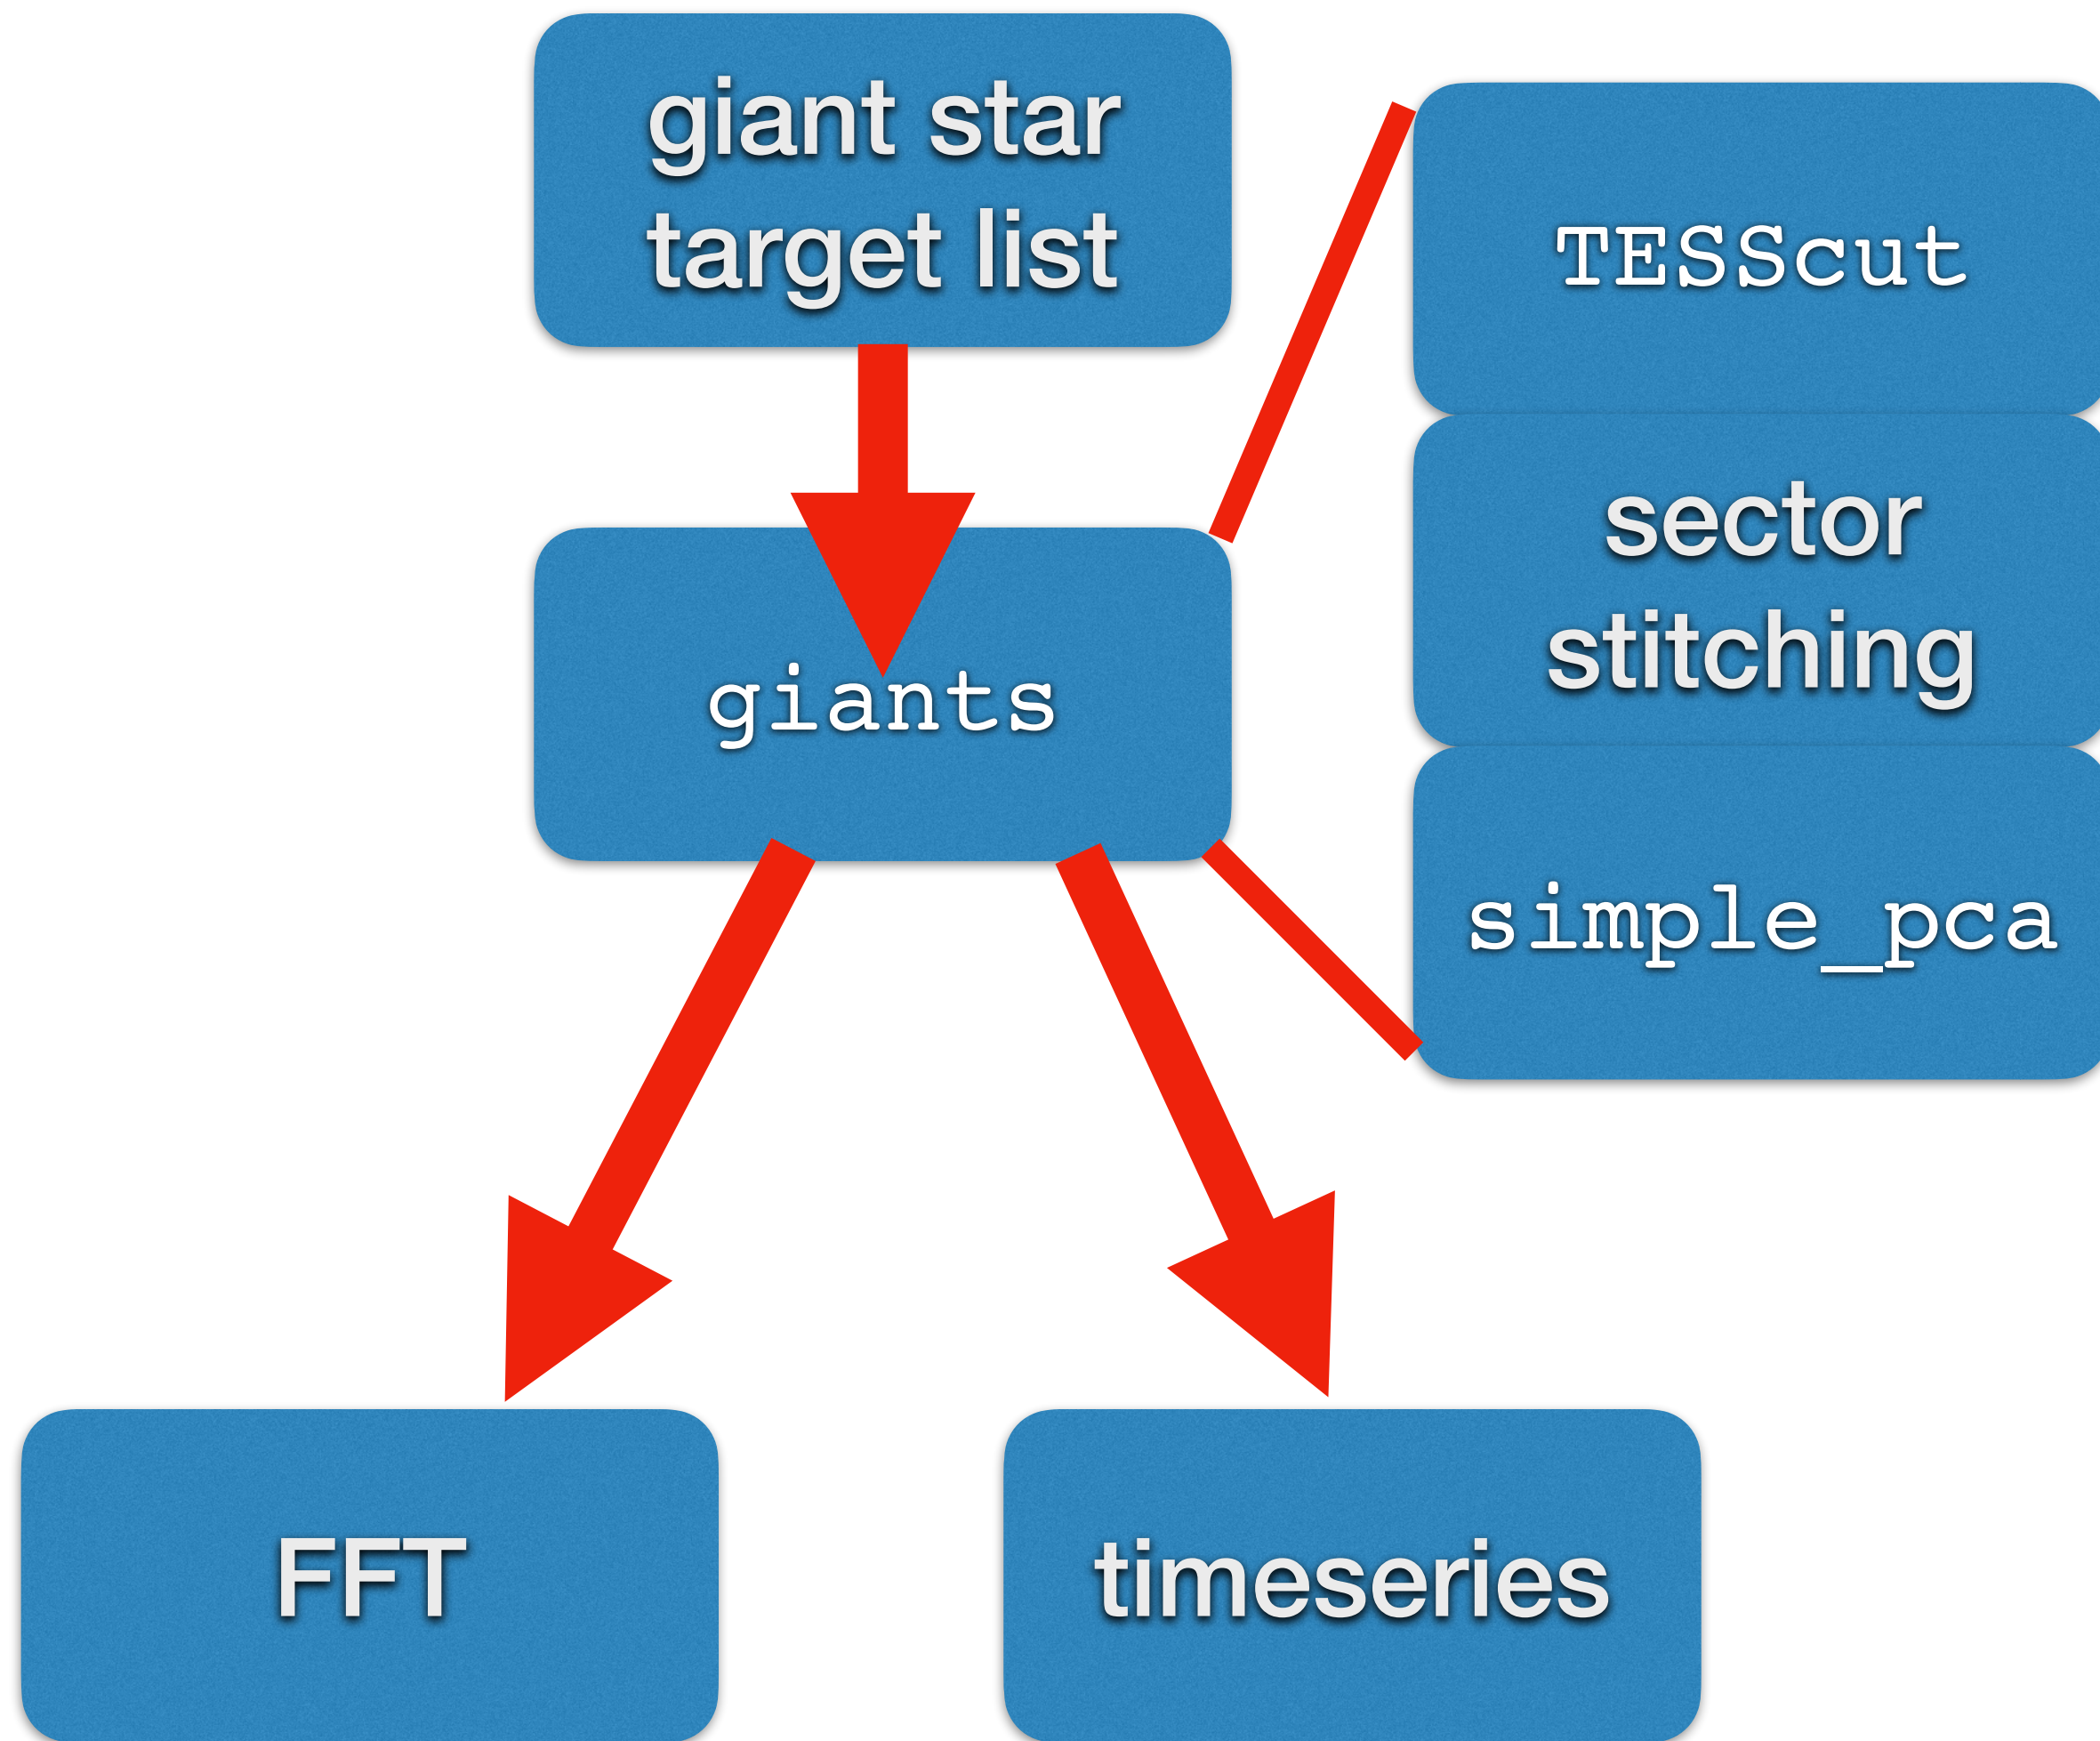 giant star
target list
TESScut
sector
stitching
giants
simple_pca
FFT
timeseries